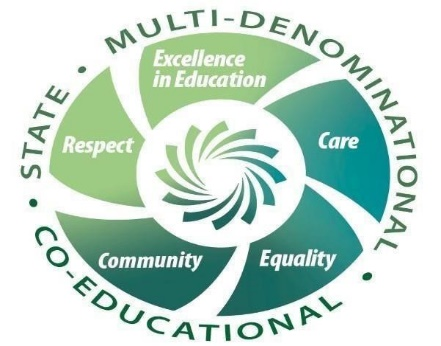 STATE • MULTI-DENOMINATIONAL •
CO-EDUCATIONAL •
Excellence
in Education
Respect
Care
Community
Equality